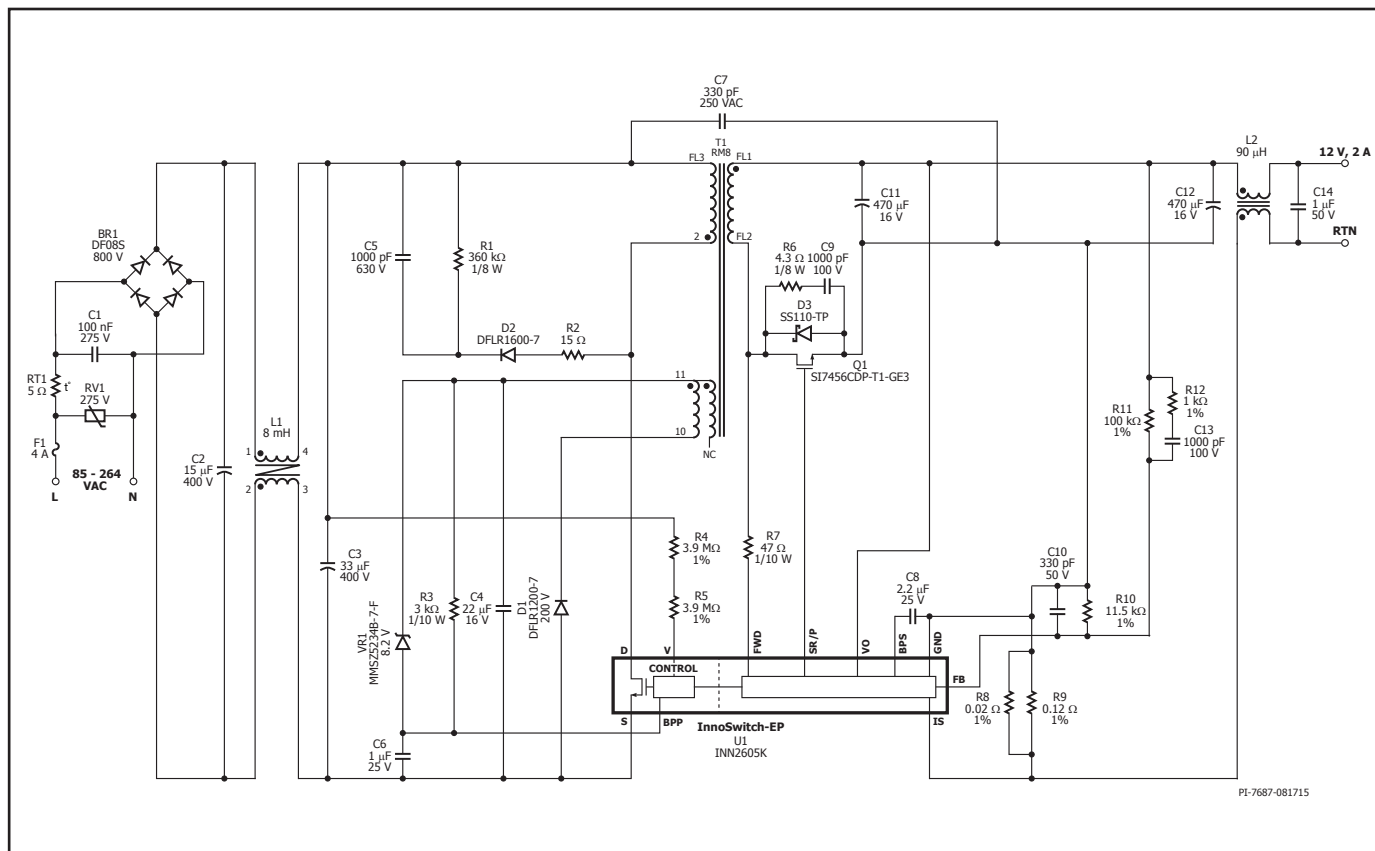 C7
330 pF
250 VAC
T1
RM8
FL3
FL1
2
FL2
L2
90 μH
12 V, 2 A
C14
1 μF
50 V
RTN
C12
470 μF
16 V
C11
470 μF
16 V
BR1
DF08S
800 V
C5
1000 pF
630 V
R1
360 kΩ
1/8 W
R6
4.3 Ω
1/8 W
C9
1000 pF
100 V
D3
SS110-TP
Q1
SI7456CDP-T1-GE3
D2
DFLR1600-7
R2
15 Ω
C1
100 nF
275 V
RT1
5 Ω
t°
RV1
275 V
F1
4 A
85 - 264
VAC
L
N
11
10
NC
L1
8 mH
1
4
2
3
C2
15 μF
400 V
R11
100 kΩ
1%
R12
1 kΩ
1%
C13
1000 pF
100 V
C3
33 μF
400 V
VR1
MMSZ5234B-7-F
8.2 V
R3
3 kΩ
1/10 W
C4
22 μF
16 V
D1
DFLR1200-7
200 V
R4
3.9 MΩ
1%
R5
3.9 MΩ
1%
R7
47 Ω
1/10 W
C8
2.2 μF
25 V
C10
330 pF
50 V
R10
11.5 kΩ
1%
D
V
FWD
SR/P
VO
BPS
GND
CONTROL
FB
S
BPP
IS
InnoSwitch-EP
U1
INN2605K
R8
0.02 Ω
1%
R9
0.12 Ω
1%
C6
1 μF
25 V
PI-7687-081715